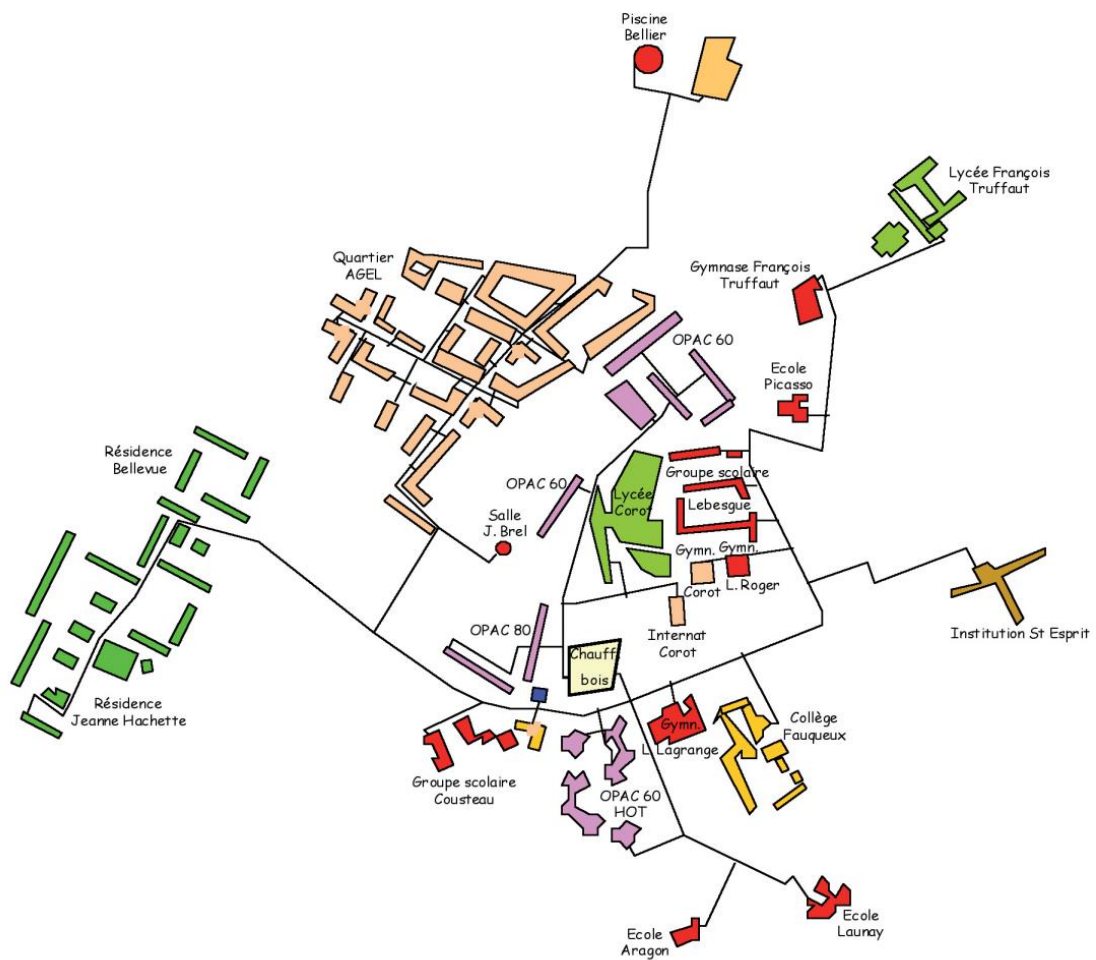 Piscine
Bellier
Lycée François
Truffaut
Quartier
AGEL
Gymnase François
Truffaut
OPAC 60
Ecole
Picasso
Résidence
Bellevue
Groupe scolaire
Lebesgue
OPAC 60
Lycée
Corot
Salle
J. Brel
Gymn.
Corot
Gymn.
L. Roger
Internat
Corot
Institution St Esprit
OPAC 80
Chauff.
bois
Résidence
Jeanne Hachette
Gymn.
L. Lagrange
Collège
Fauqueux
Groupe scolaire
Cousteau
OPAC 60
HOT
Ecole
Launay
Ecole
Aragon